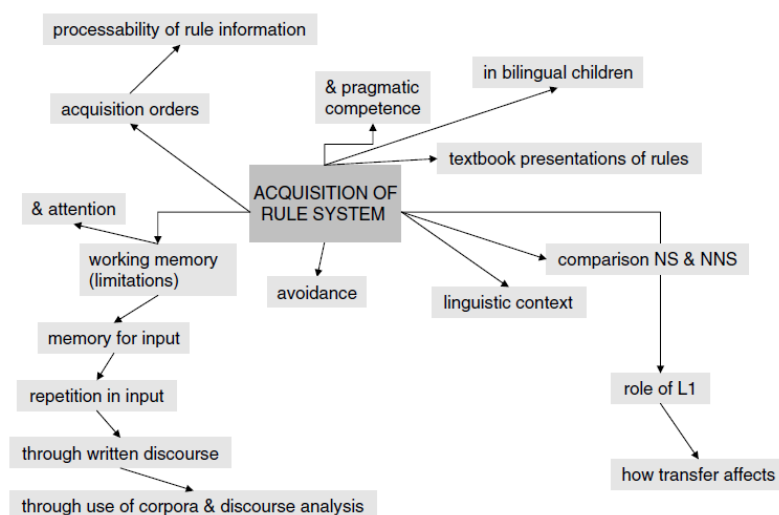 processability of rule information
in bilingual children
& pragmatic
competence
acquisition orders
textbook presentations of rules
ACQUISITION OF
RULE SYSTEM
& attention
working memory
(limitations)
comparison NS & NNS
avoidance
linguistic context
memory for input
repetition in input
role of L1
through written discourse
how transfer affects
through use of corpora & discourse analysis